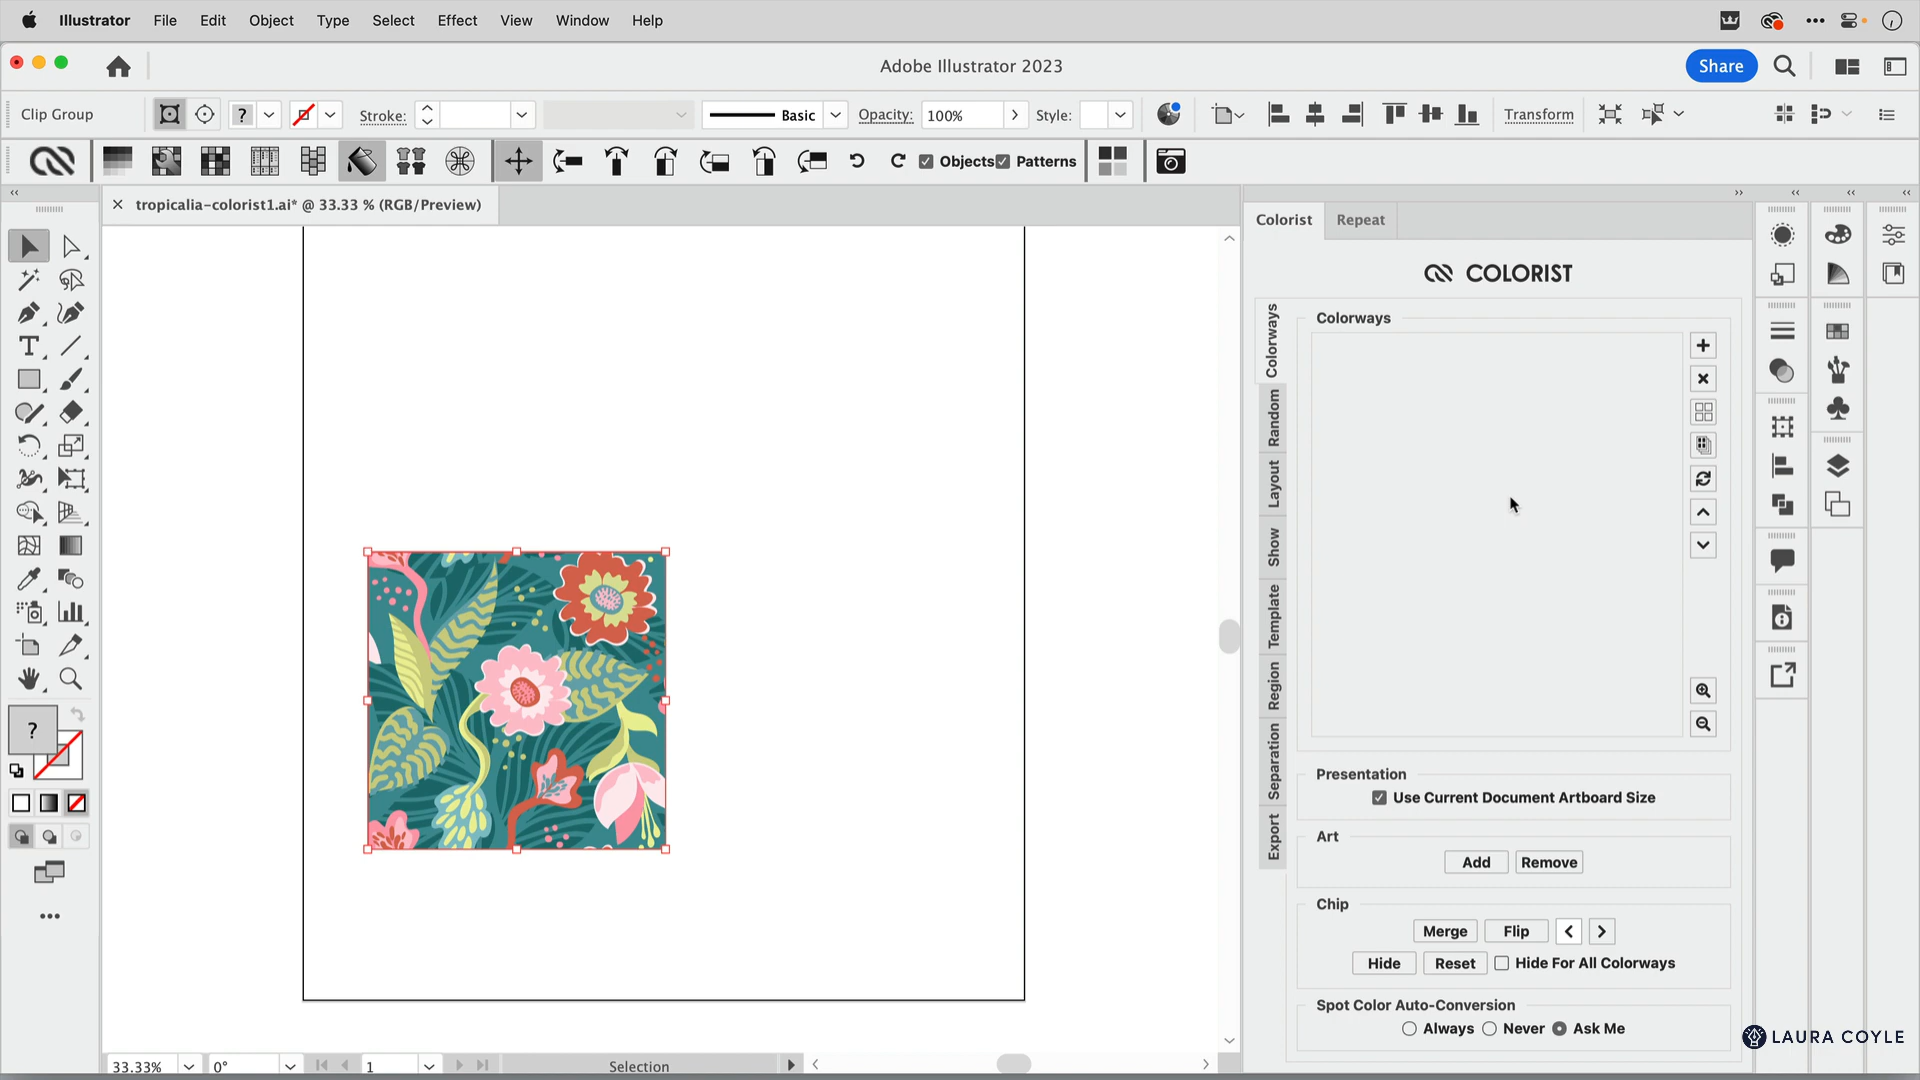 Illustrator File Edit Object Type Select Effect View Window Help
Adobe Illustrator 2023
Share
Clip Group
?
Stroke:
Basic
Opacity:
100%
Style:
Transform
Objects
Patterns
tropicalia-colorist1.ai* @ 33.33 % (RGB/Preview)
Colorist
Repeat
COLORIST
Colorways
Random
Layout
Show
Template
Region
Separation
Export
Colorways
?
Presentation
Use Current Document Artboard Size
Art
Add
Remove
Chip
Merge
Flip
Hide
Reset
Hide For All Colorways
Spot Color Auto-Conversion
Always
Never
Ask Me
LAURA COYLE
33.33%
0°
1
Selection